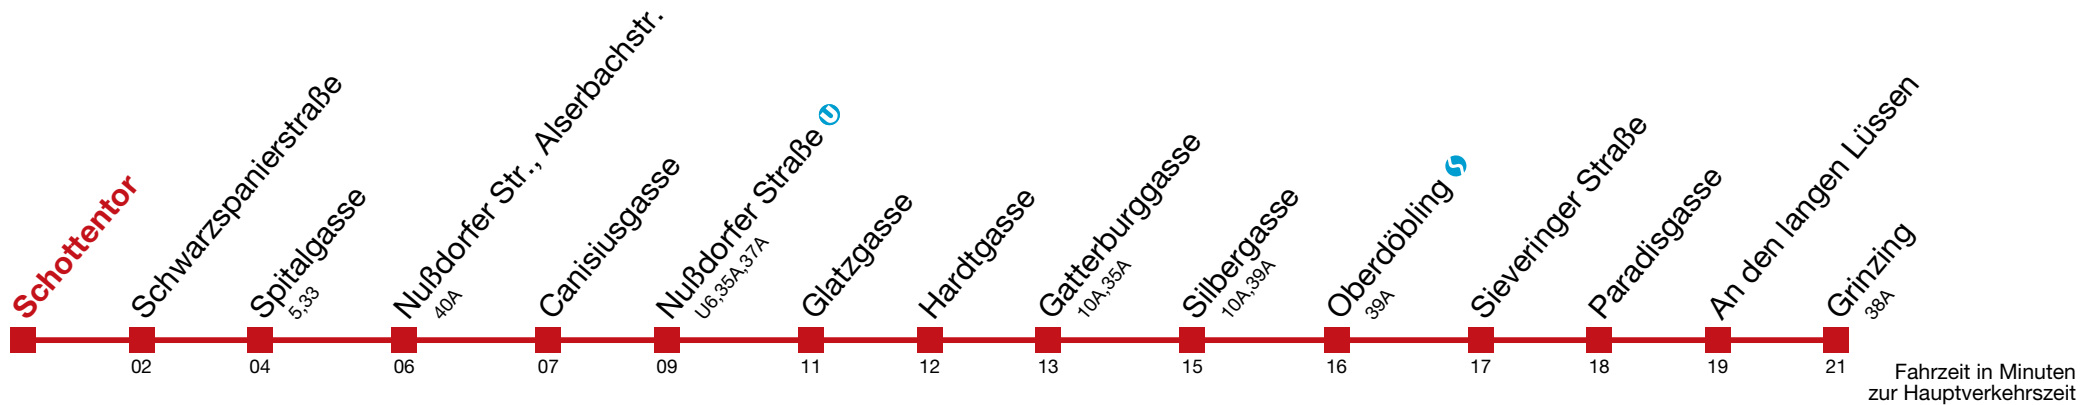 Schottentor
Schwarzspanierstraße
Spitalgasse
5,33
Nußdorfer Str., Alserbachstr.
40A
Canisiusgasse
Nußdorfer Straße U
U6,35A,37A
Glatzgasse
Hardtgasse
Gatterburggasse
10A,35A
Silbergasse
10A,39A
Oberdöbling S
39A
Sieveringer Straße
Paradisgasse
An den langen Lüssen
Grinzing
38A
02 04 06 07 09 11 12 13 15 16 17 18 19 21
Fahrzeit in Minuten
zur Hauptverkehrszeit